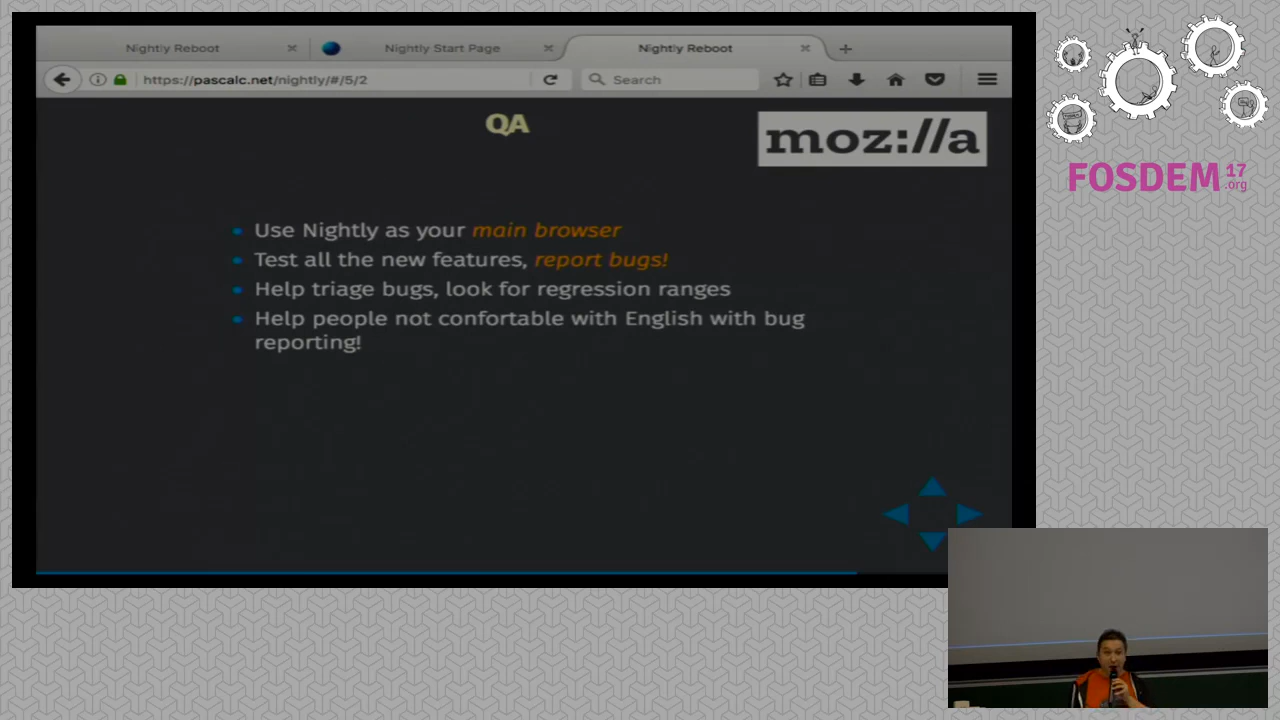 Nightly Reboot
Nightly Start Page
Nightly Reboot
https://pascalc.net/nightly/#/5/2
Search
QA
moz://a
Use Nightly as your main browser
Test all the new features, report bugs!
Help triage bugs, look for regression ranges
Help people not confortable with English with bug
reporting!
FOSDEM 17
.org